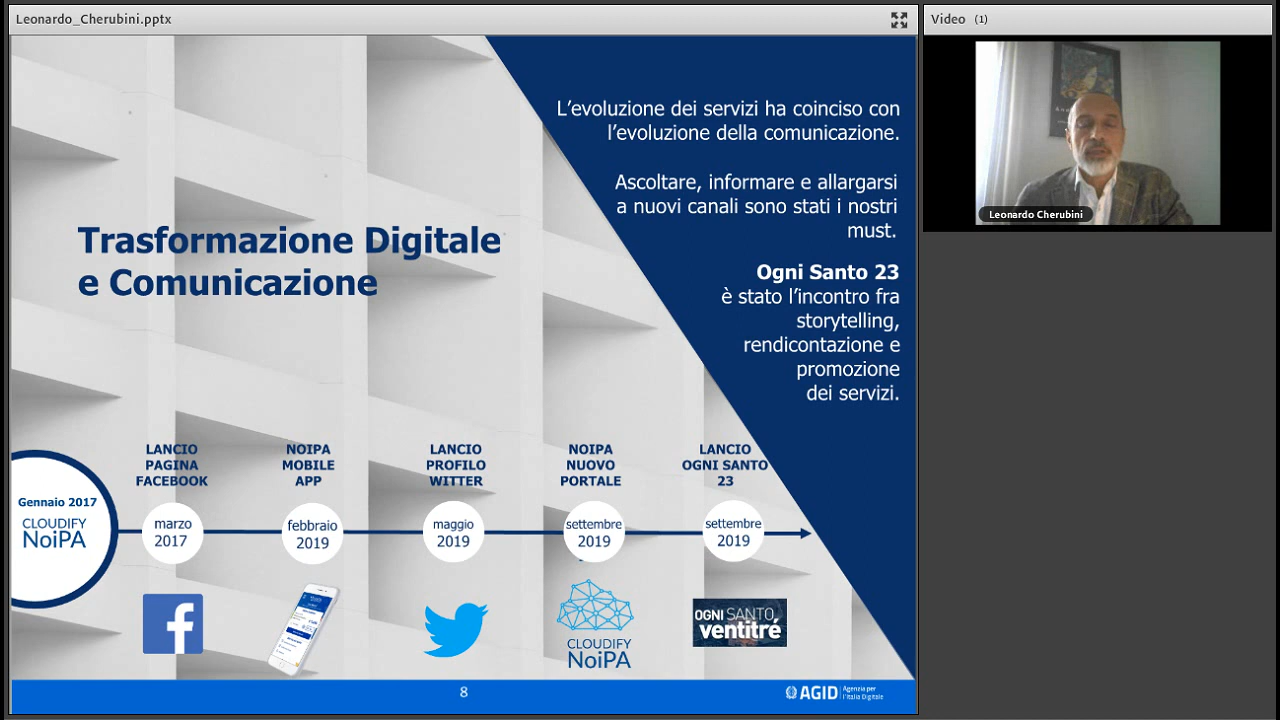 Leonardo_Cherubini.pptx
Video (1)
Leonardo Cherubini
L'evoluzione dei servizi ha coinciso con
l'evoluzione della comunicazione.
Ascoltare, informare e allargarsi
a nuovi canali sono stati i nostri
must.
Trasformazione Digitale
e Comunicazione
Ogni Santo 23
è stato l'incontro fra
storytelling,
rendicontazione e
promozione
dei servizi.
Gennaio 2017
CLOUDIFY
NoiPA
LANCIO
PAGINA
FACEBOOK
marzo
2017
NOIPA
MOBILE
APP
febbraio
2019
LANCIO
PROFILO
WITTER
maggio
2019
NOIPA
NUOVO
PORTALE
settembre
2019
CLOUDIFY
NoiPA
LANCIO
OGNI SANTO
23
settembre
2019
OGNI SANTO
ventitré
8
AGID
Agenzia per
l'Italia Digitale